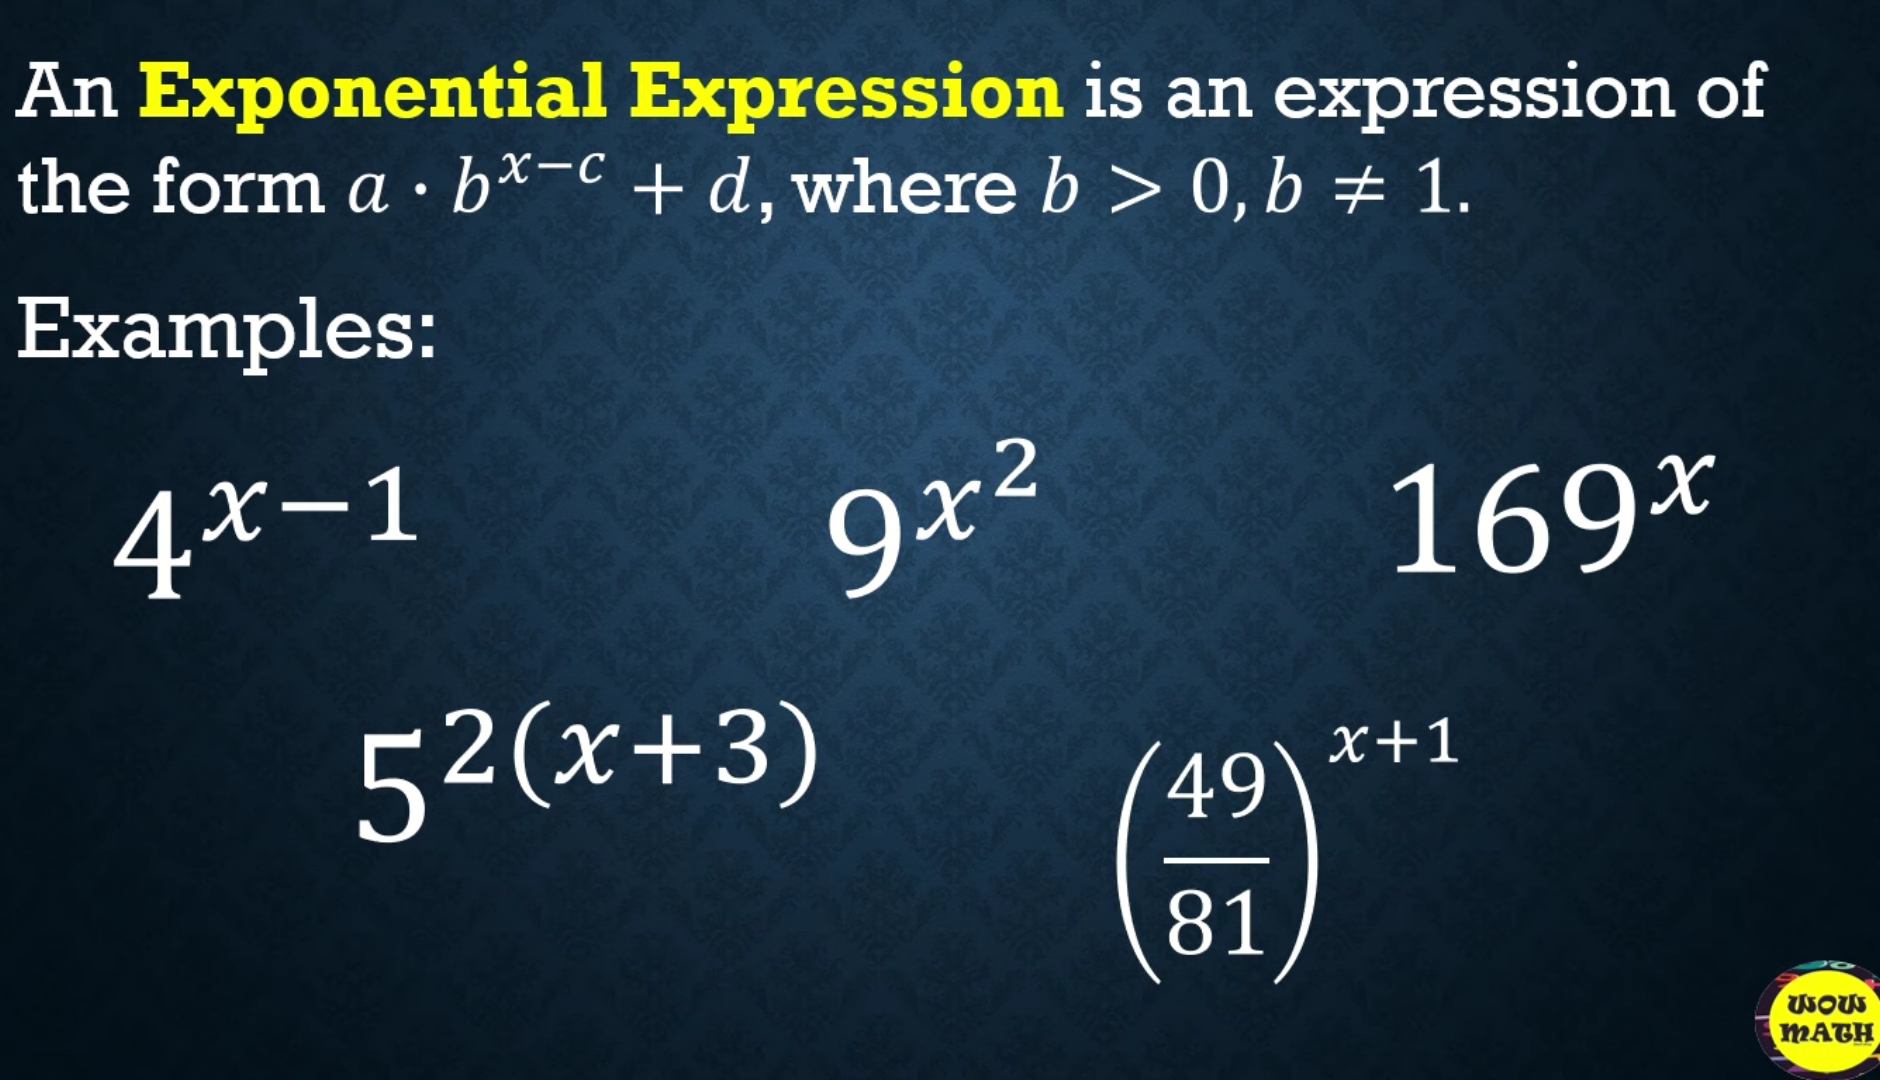 An Exponential Expression is an expression of
the form a · b^{x−c} + d, where b > 0, b ≠ 1.
Examples:
4^{x−1} 9^{x^2} 169^x
5^{2(x+3)} (49/81)^{x+1}
WOW
MATH